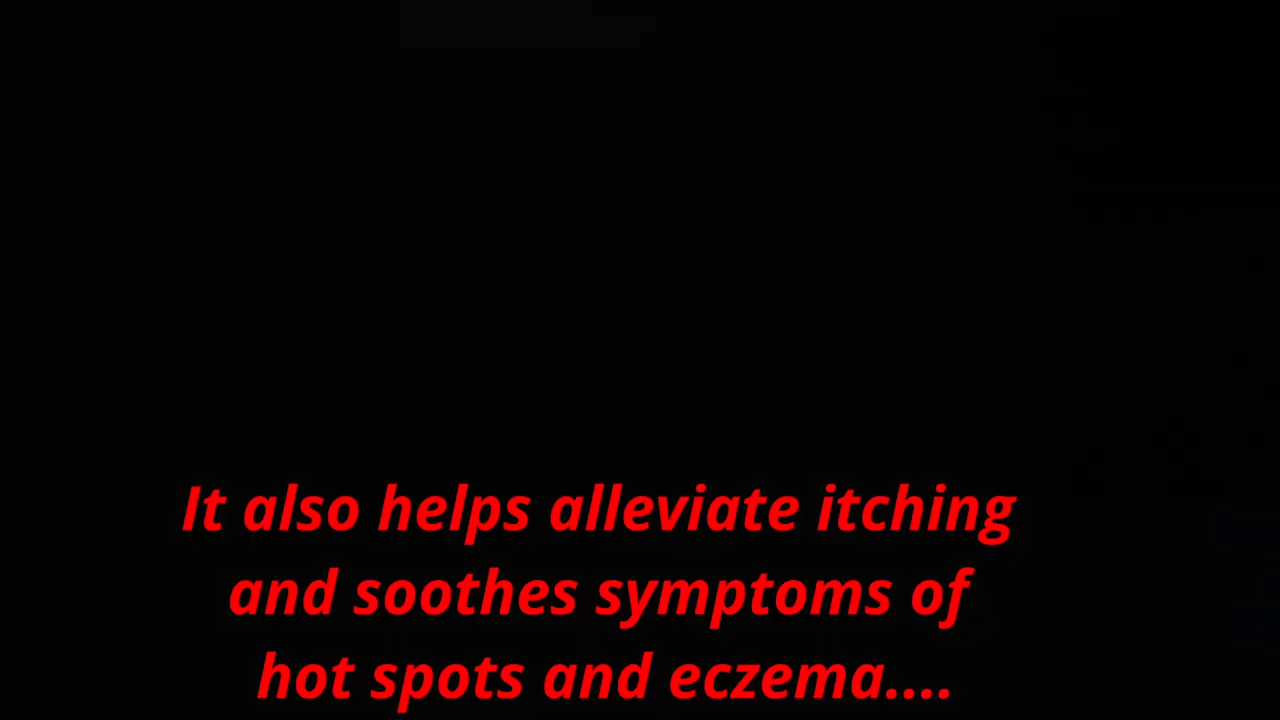 It also helps alleviate itching
and soothes symptoms of
hot spots and eczema....